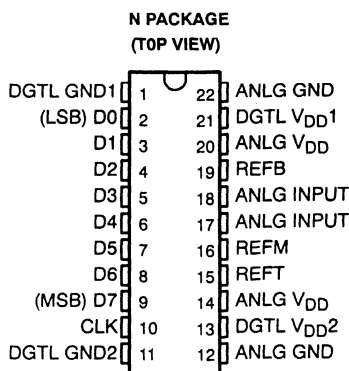 N PACKAGE
(TOP VIEW)
DGTL GND1 1 22 ANLG GND
(LSB) D0 2 21 DGTL VDD1
D1 3 20 ANLG VDD
D2 4 19 REFB
D3 5 18 ANLG INPUT
D4 6 17 ANLG INPUT
D5 7 16 REFM
D6 8 15 REFT
(MSB) D7 9 14 ANLG VDD
CLK 10 13 DGTL VDD2
DGTL GND2 11 12 ANLG GND